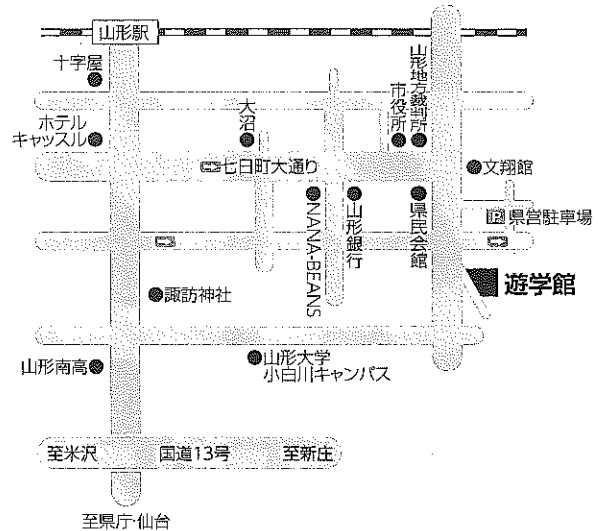 山形駅
十字屋
ホテル
キャッスル
大沼
市役所
山形地方裁判所
七日町大通り
文翔館
NANA-BEANS
山形銀行
県民会館
P 県営駐車場
遊学館
諏訪神社
山形南高
山形大学
小白川キャンパス
至米沢
国道13号
至新庄
至県庁・仙台